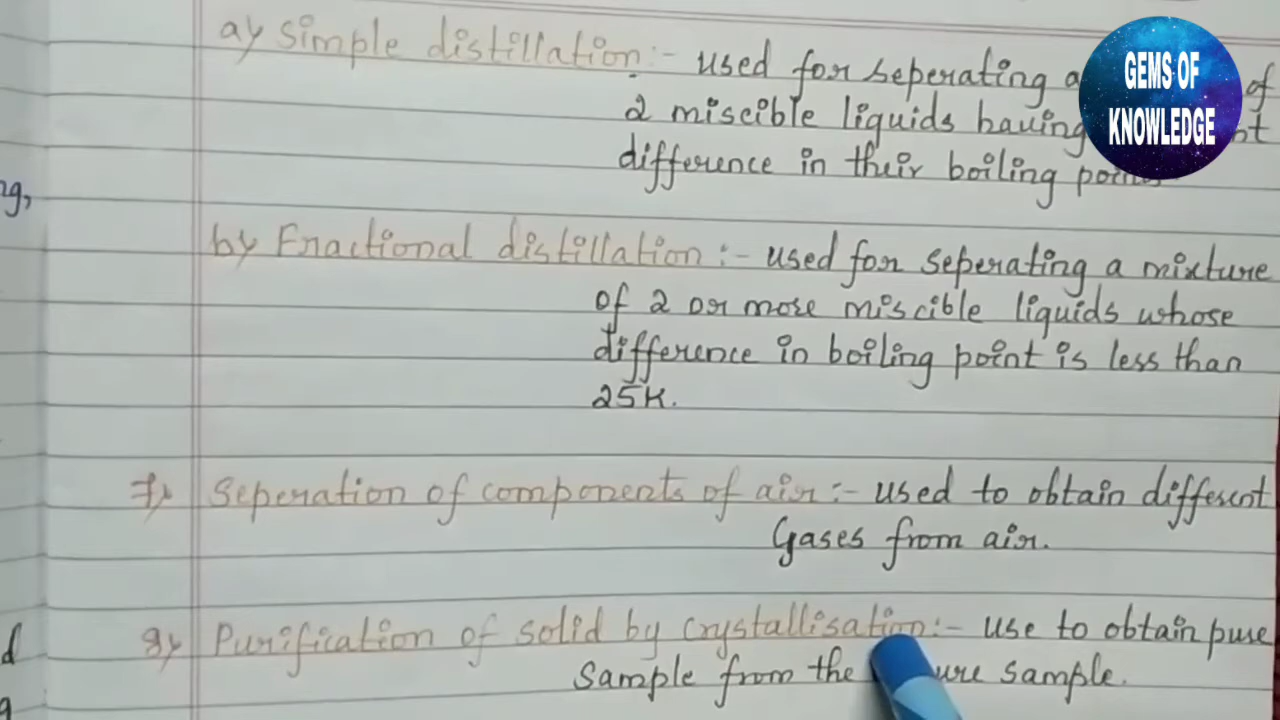 a) Simple distillation :- used for seperating a of
2 miscible liquids having
difference in their boiling
ng,
b) Fractional distillation :- used for seperating a mixture
of 2 or more miscible liquids whose
difference in boiling point is less than
25K.
7) Seperation of components of air :- used to obtain different
Gases from air.
8) Purification of solid by crystallisation :- use to obtain pure
Sample from the sample.
d
GEMS OF
KNOWLEDGE